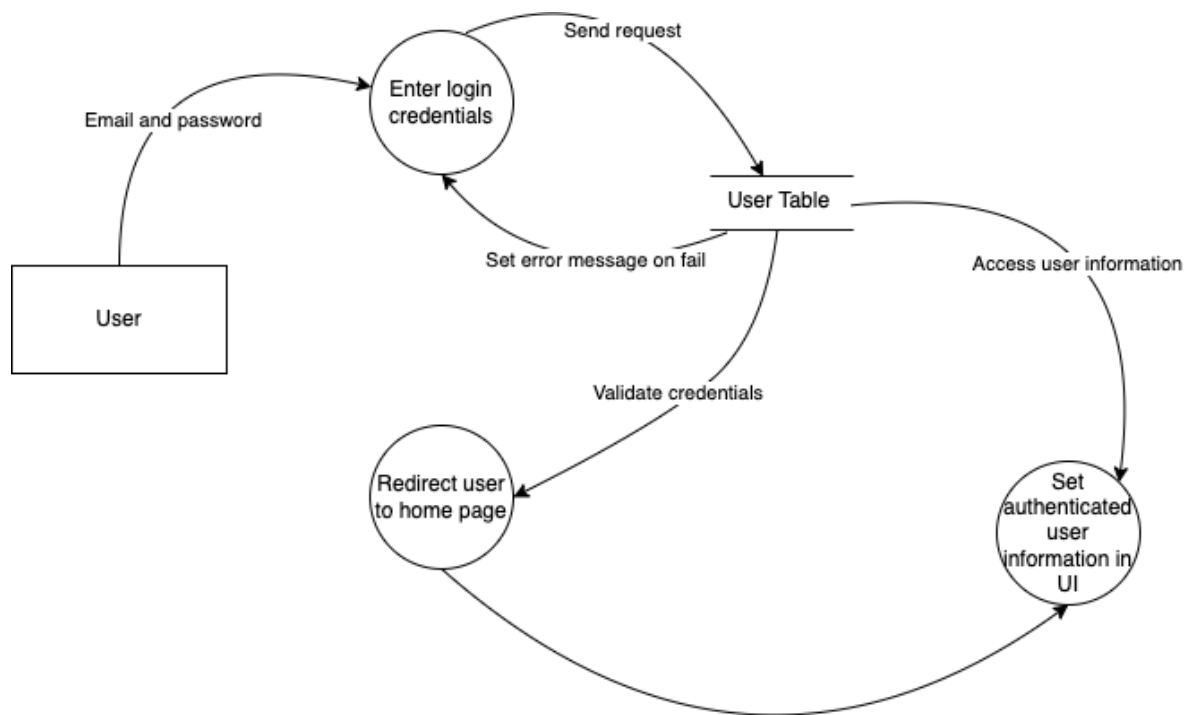 Send request
Enter login
credentials
Email and password
User Table
Set error message on fail
Access user information
User
Validate credentials
Redirect user
to home page
Set
authenticated
user
information in
UI